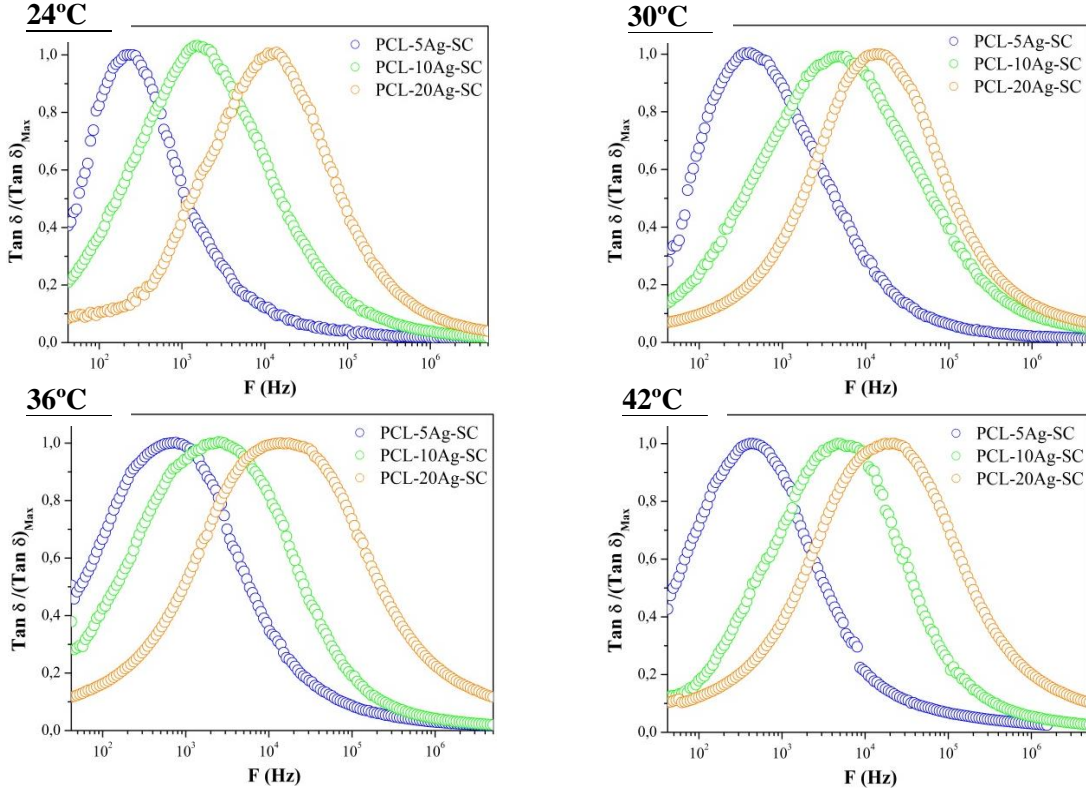 24ºC
PCL-5Ag-SC
PCL-10Ag-SC
PCL-20Ag-SC
1,0
0,8
0,6
0,4
0,2
0,0
Tan δ /(Tan δ)Max
10² 10³ 10⁴ 10⁵ 10⁶
F (Hz)
30ºC
PCL-5Ag-SC
PCL-10Ag-SC
PCL-20Ag-SC
1,0
0,8
0,6
0,4
0,2
0,0
Tan δ /(Tan δ)Max
10² 10³ 10⁴ 10⁵ 10⁶
F (Hz)
36ºC
PCL-5Ag-SC
PCL-10Ag-SC
PCL-20Ag-SC
1,0
0,8
0,6
0,4
0,2
0,0
Tan δ /(Tan δ)Max
10² 10³ 10⁴ 10⁵ 10⁶
F (Hz)
42ºC
PCL-5Ag-SC
PCL-10Ag-SC
PCL-20Ag-SC
1,0
0,8
0,6
0,4
0,2
0,0
Tan δ /(Tan δ)Max
10² 10³ 10⁴ 10⁵ 10⁶
F (Hz)